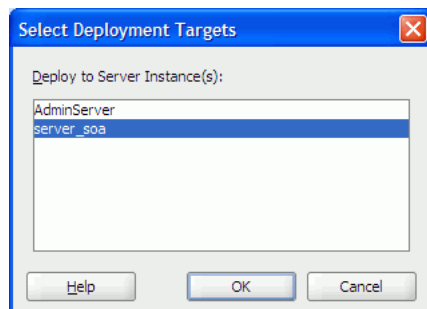 Select Deployment Targets
Deploy to Server Instance(s):
AdminServer
server_soa
Help
OK
Cancel